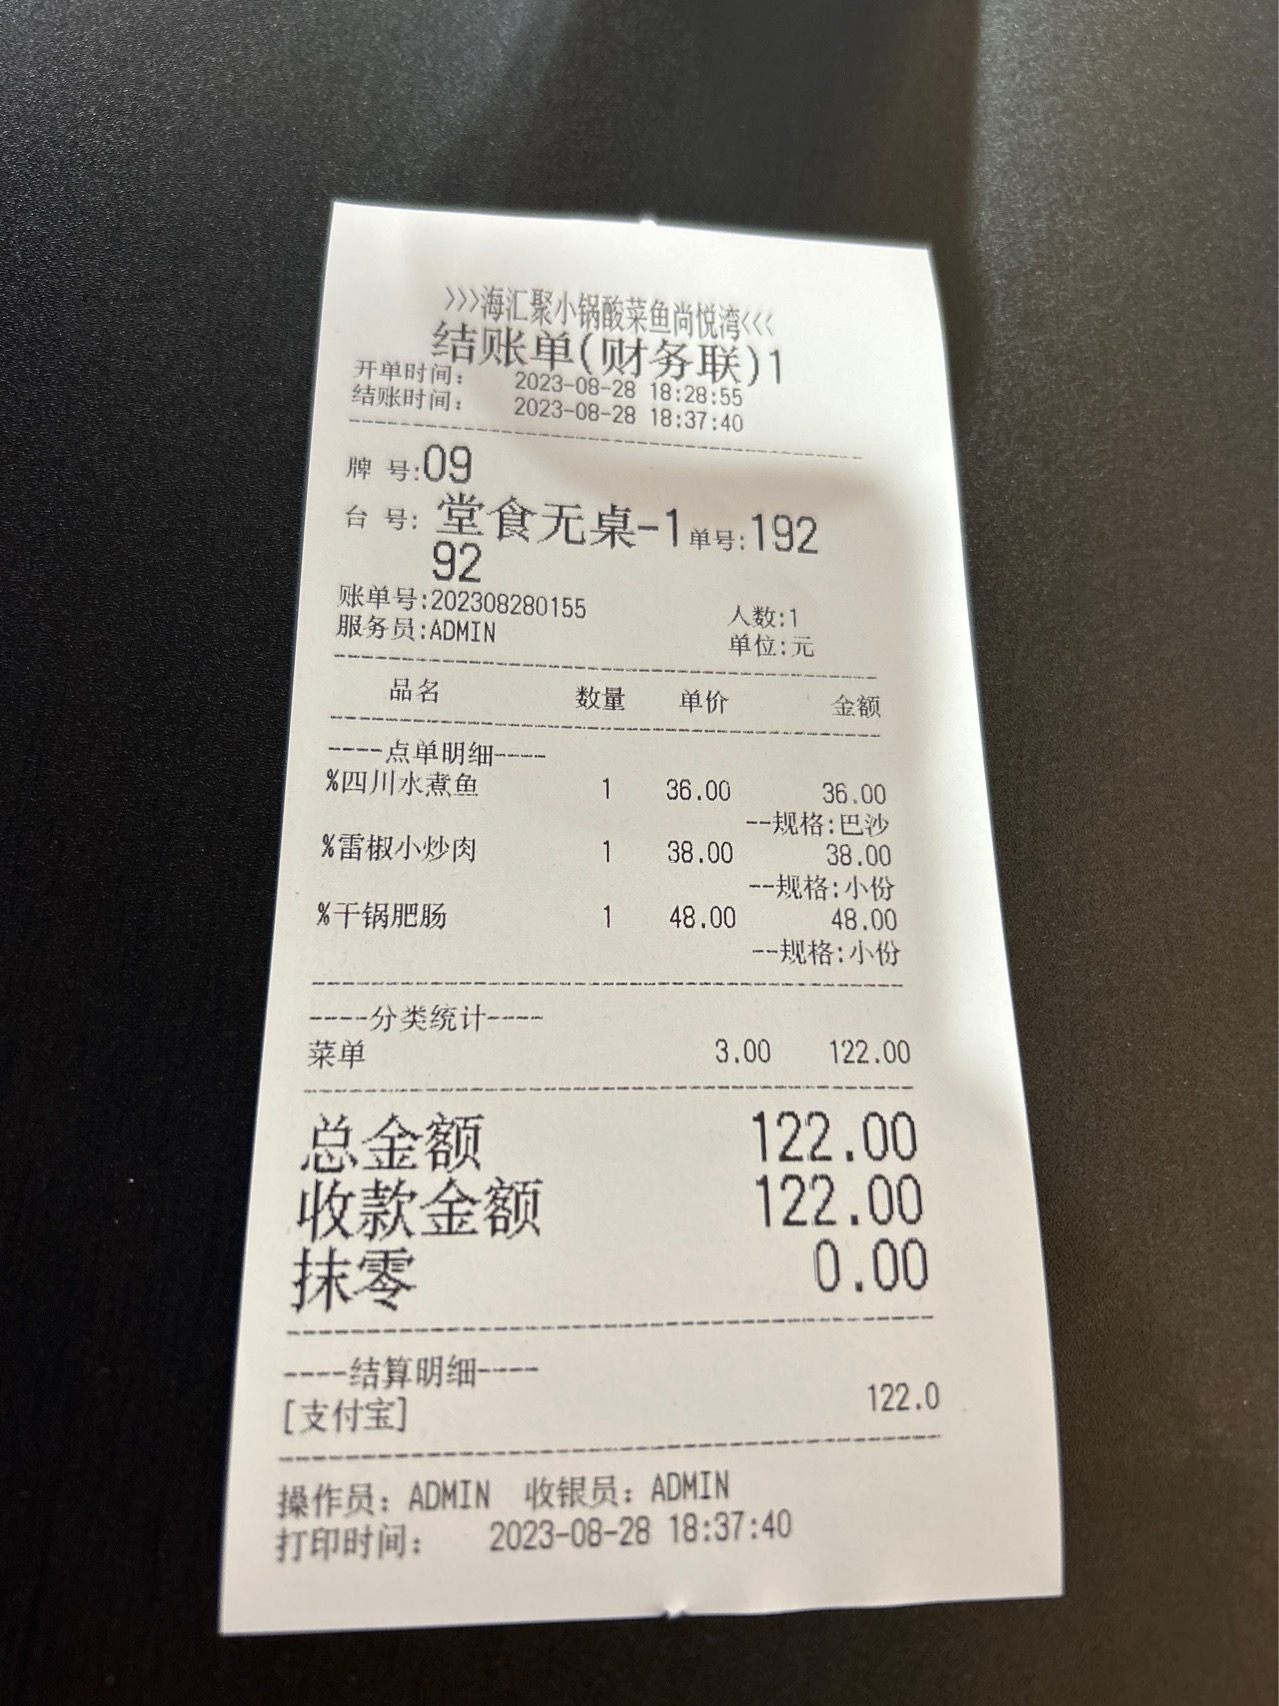 >>>海汇聚小锅酸菜鱼尚悦湾<<<
结账单(财务联)1
开单时间： 2023-08-28 18:28:55
结账时间： 2023-08-28 18:37:40
牌 号:09
台 号: 堂食无桌-1 单号:192
92
账单号:202308280155 人数:1
服务员:ADMIN 单位:元
品名 数量 单价 金额
----点单明细----
%四川水煮鱼 1 36.00 36.00
--规格:巴沙
%雷椒小炒肉 1 38.00 38.00
--规格:小份
%干锅肥肠 1 48.00 48.00
--规格:小份
----分类统计----
菜单 3.00 122.00
总金额 122.00
收款金额 122.00
抹零 0.00
----结算明细----
[支付宝] 122.0
操作员：ADMIN 收银员：ADMIN
打印时间： 2023-08-28 18:37:40